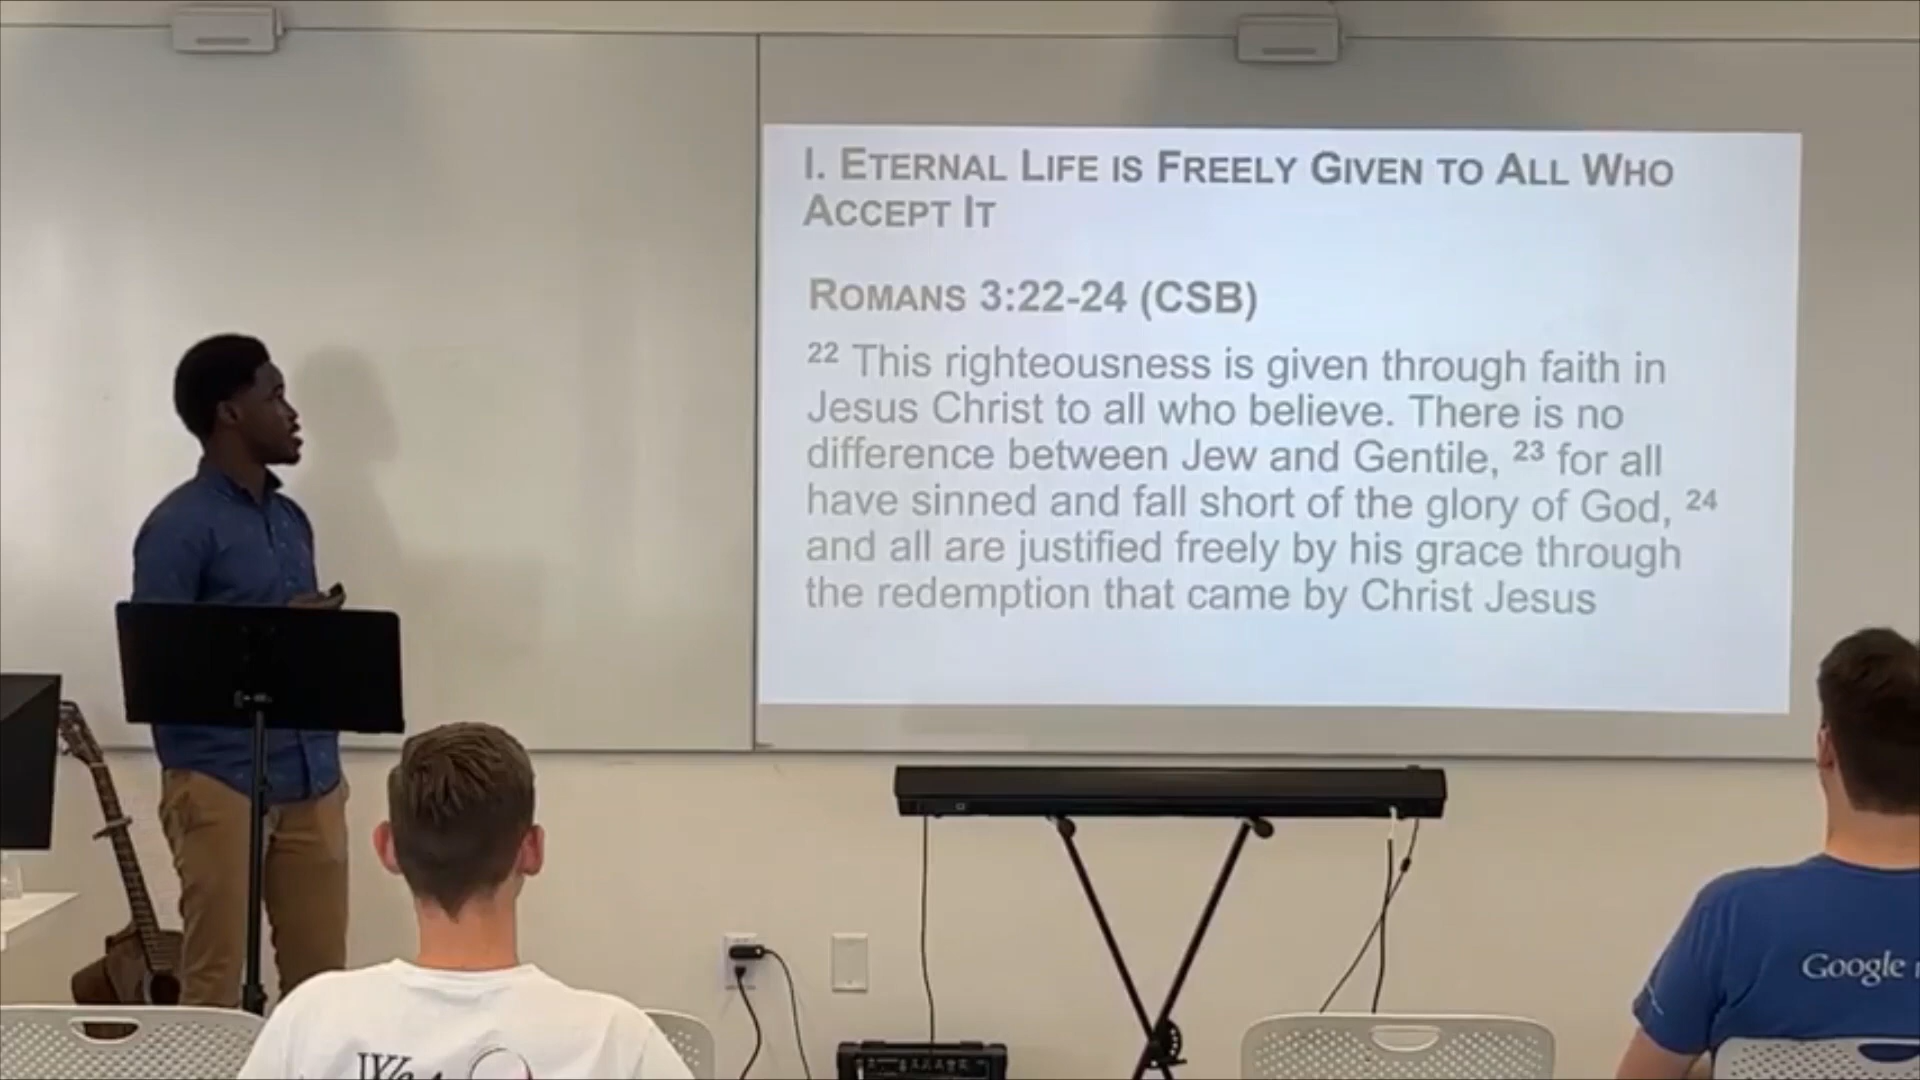 I. ETERNAL LIFE IS FREELY GIVEN TO ALL WHO
ACCEPT IT
ROMANS 3:22-24 (CSB)
22 This righteousness is given through faith in
Jesus Christ to all who believe. There is no
difference between Jew and Gentile, 23 for all
have sinned and fall short of the glory of God, 24
and all are justified freely by his grace through
the redemption that came by Christ Jesus
Google